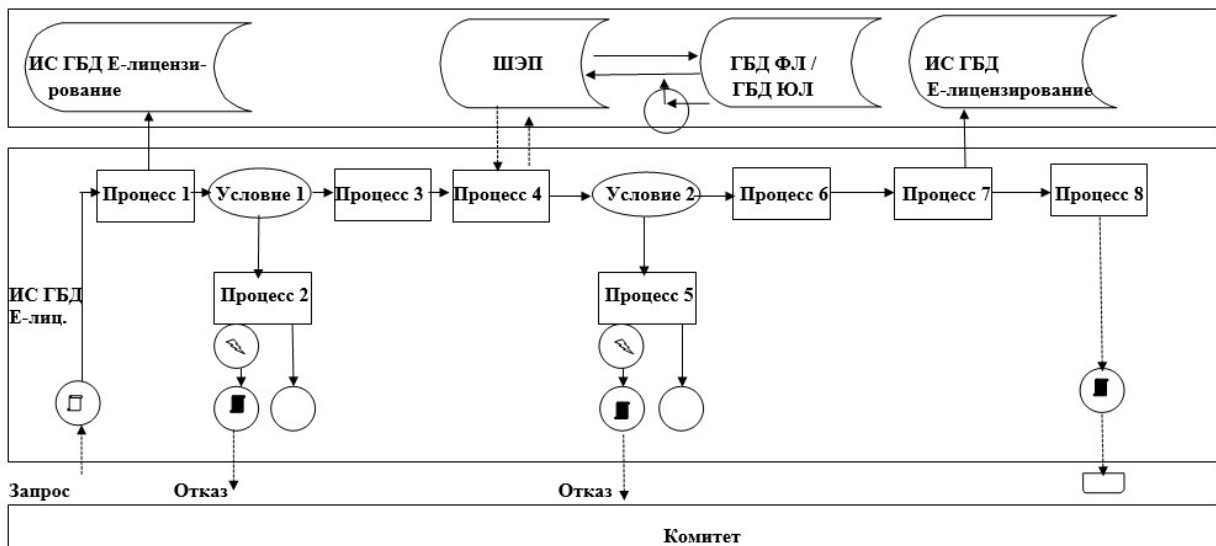 ИС ГБД Е-лицензи-
рование
ШЭП
ГБД ФЛ /
ГБД ЮЛ
ИС ГБД
Е-лицензирование
Процесс 1
Условие 1
Процесс 3
Процесс 4
Условие 2
Процесс 6
Процесс 7
Процесс 8
Процесс 2
Процесс 5
ИС ГБД
Е-лиц.
Запрос
Отказ
Отказ
Комитет